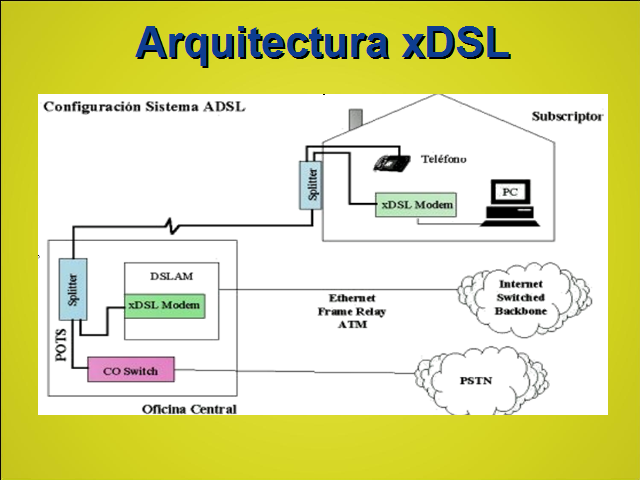 Arquitectura xDSL
Configuración Sistema ADSL
Subscriptor
Teléfono
Splitter
PC
xDSL Modem
Splitter
DSLAM
xDSL Modem
Internet
Switched
Backbone
Ethernet
Frame Relay
ATM
POTS
CO Switch
PSTN
Oficina Central